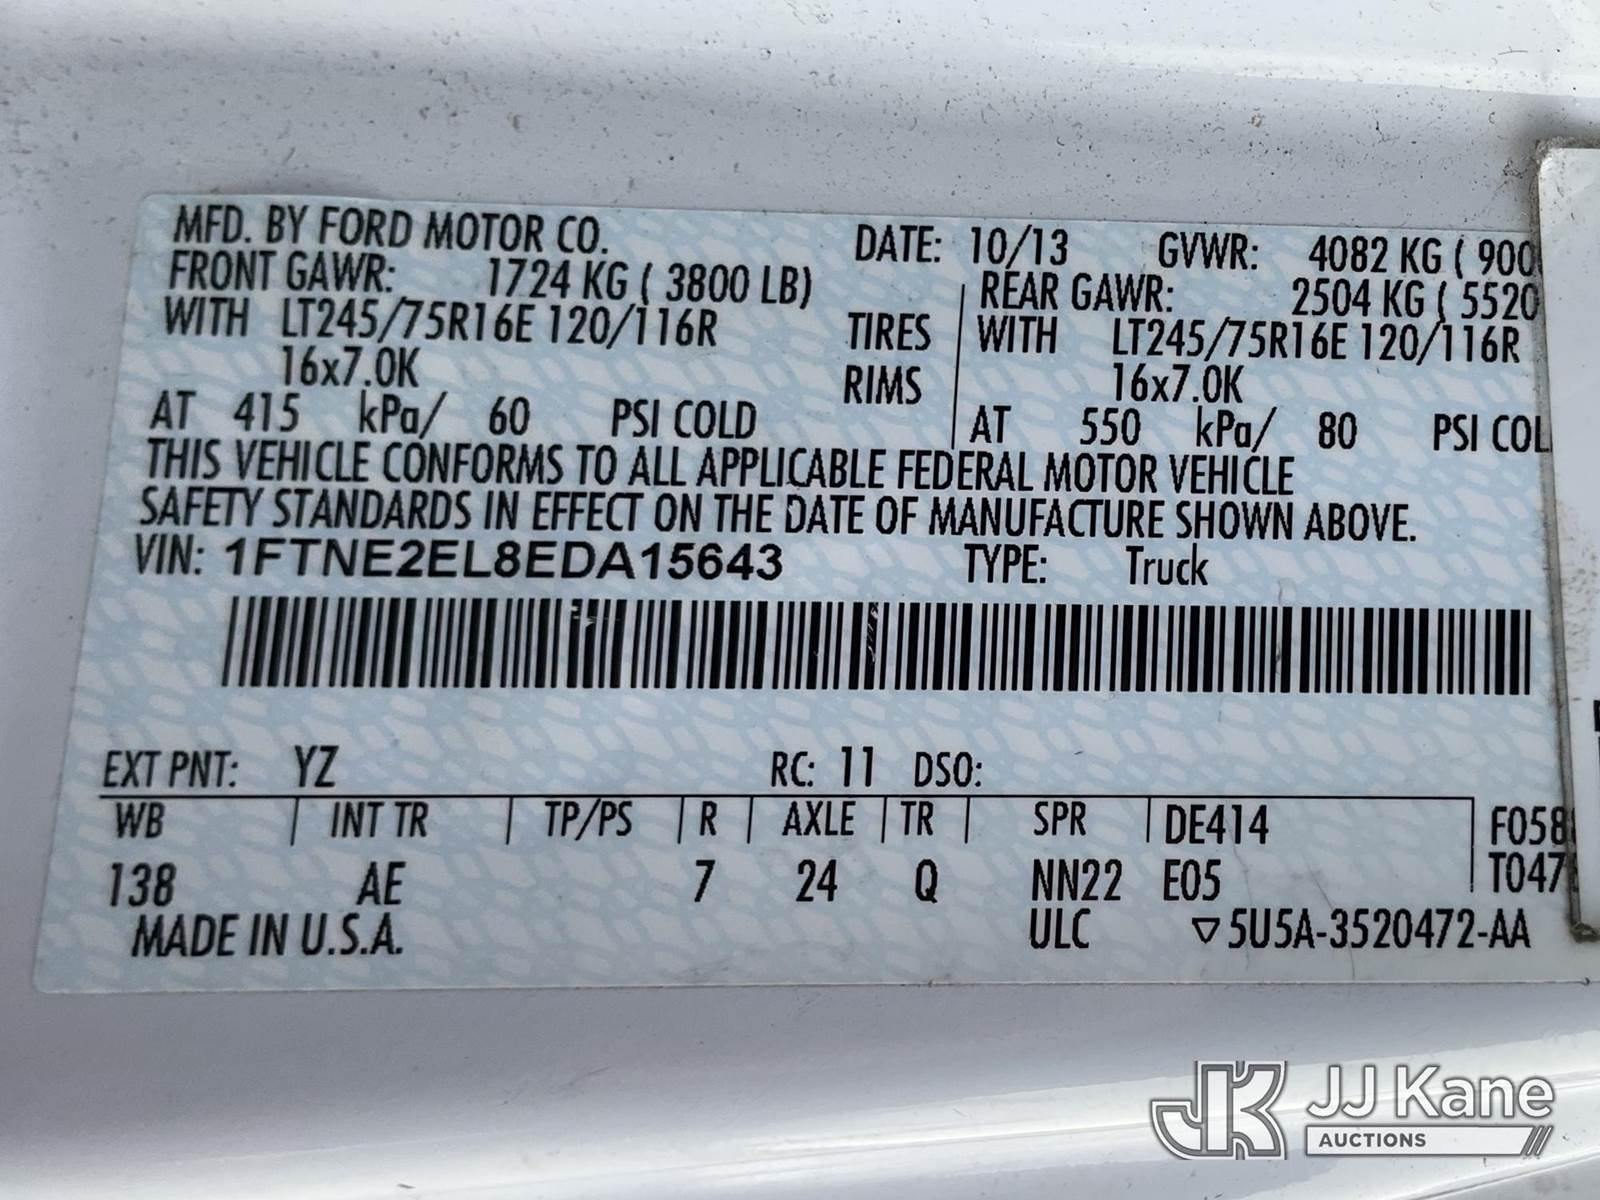 MFD. BY FORD MOTOR CO.
DATE: 10/13 GVWR: 4082 KG ( 900
FRONT GAWR: 1724 KG ( 3800 LB)
REAR GAWR: 2504 KG ( 5520
WITH LT245/75R16E 120/116R TIRES WITH LT245/75R16E 120/116R
16x7.0K RIMS 16x7.0K
AT 415 kPa/ 60 PSI COLD AT 550 kPa/ 80 PSI COL
THIS VEHICLE CONFORMS TO ALL APPLICABLE FEDERAL MOTOR VEHICLE
SAFETY STANDARDS IN EFFECT ON THE DATE OF MANUFACTURE SHOWN ABOVE.
VIN: 1FTNE2EL8EDA15643 TYPE: Truck
EXT PNT: YZ RC: 11 DSO:
WB | INT TR | TP/PS | R | AXLE | TR | SPR | DE414 F058
138 AE 7 24 Q NN22 E05 T047
MADE IN U.S.A. ULC ▽5U5A-3520472-AA
JK JJ Kane
AUCTIONS